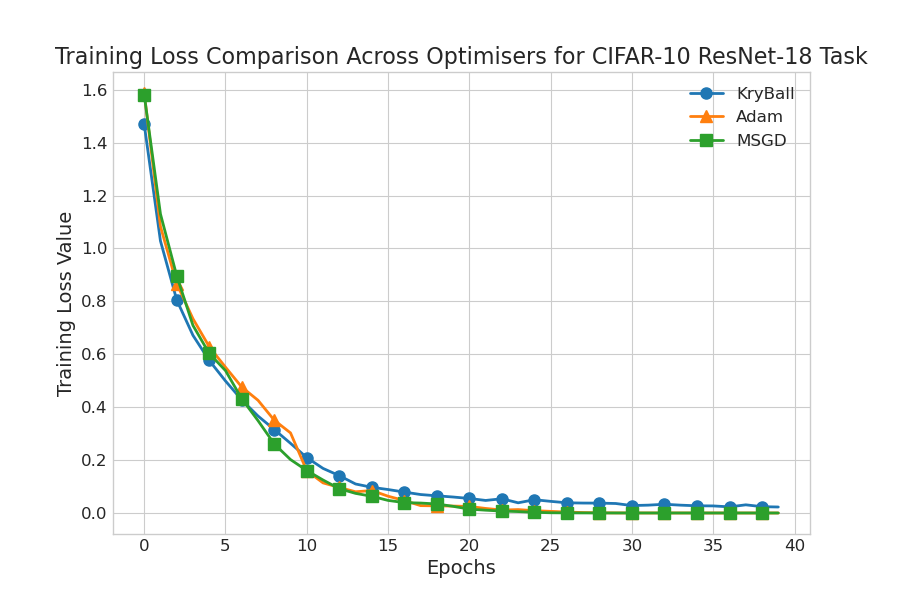 Training Loss Comparison Across Optimisers for CIFAR-10 ResNet-18 Task
KryBall
Adam
MSGD
Training Loss Value
1.6
1.4
1.2
1.0
0.8
0.6
0.4
0.2
0.0
0 5 10 15 20 25 30 35 40
Epochs